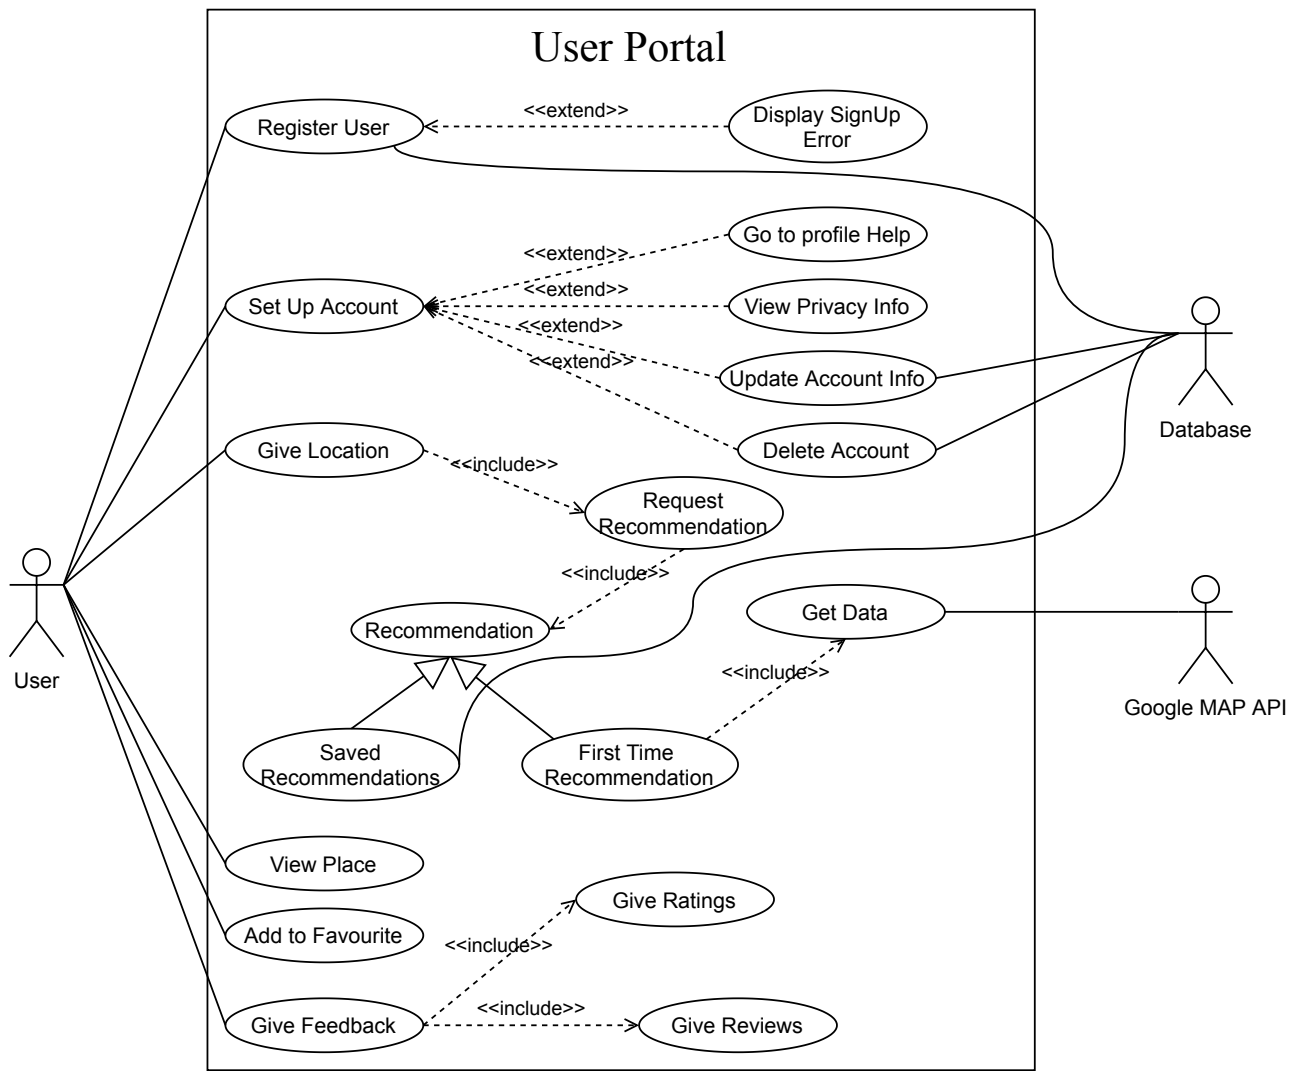 User Portal
<<extend>>
Display SignUp
Error
Register User
Go to profile Help
<<extend>>
<<extend>>
Set Up Account
View Privacy Info
<<extend>>
<<extend>>
Update Account Info
Database
Give Location
<<include>>
Delete Account
Request
Recommendation
<<include>>
Recommendation
Get Data
<<include>>
User
Google MAP API
Saved
Recommendations
First Time
Recommendation
View Place
Give Ratings
Add to Favourite
<<include>>
<<include>>
Give Feedback
Give Reviews